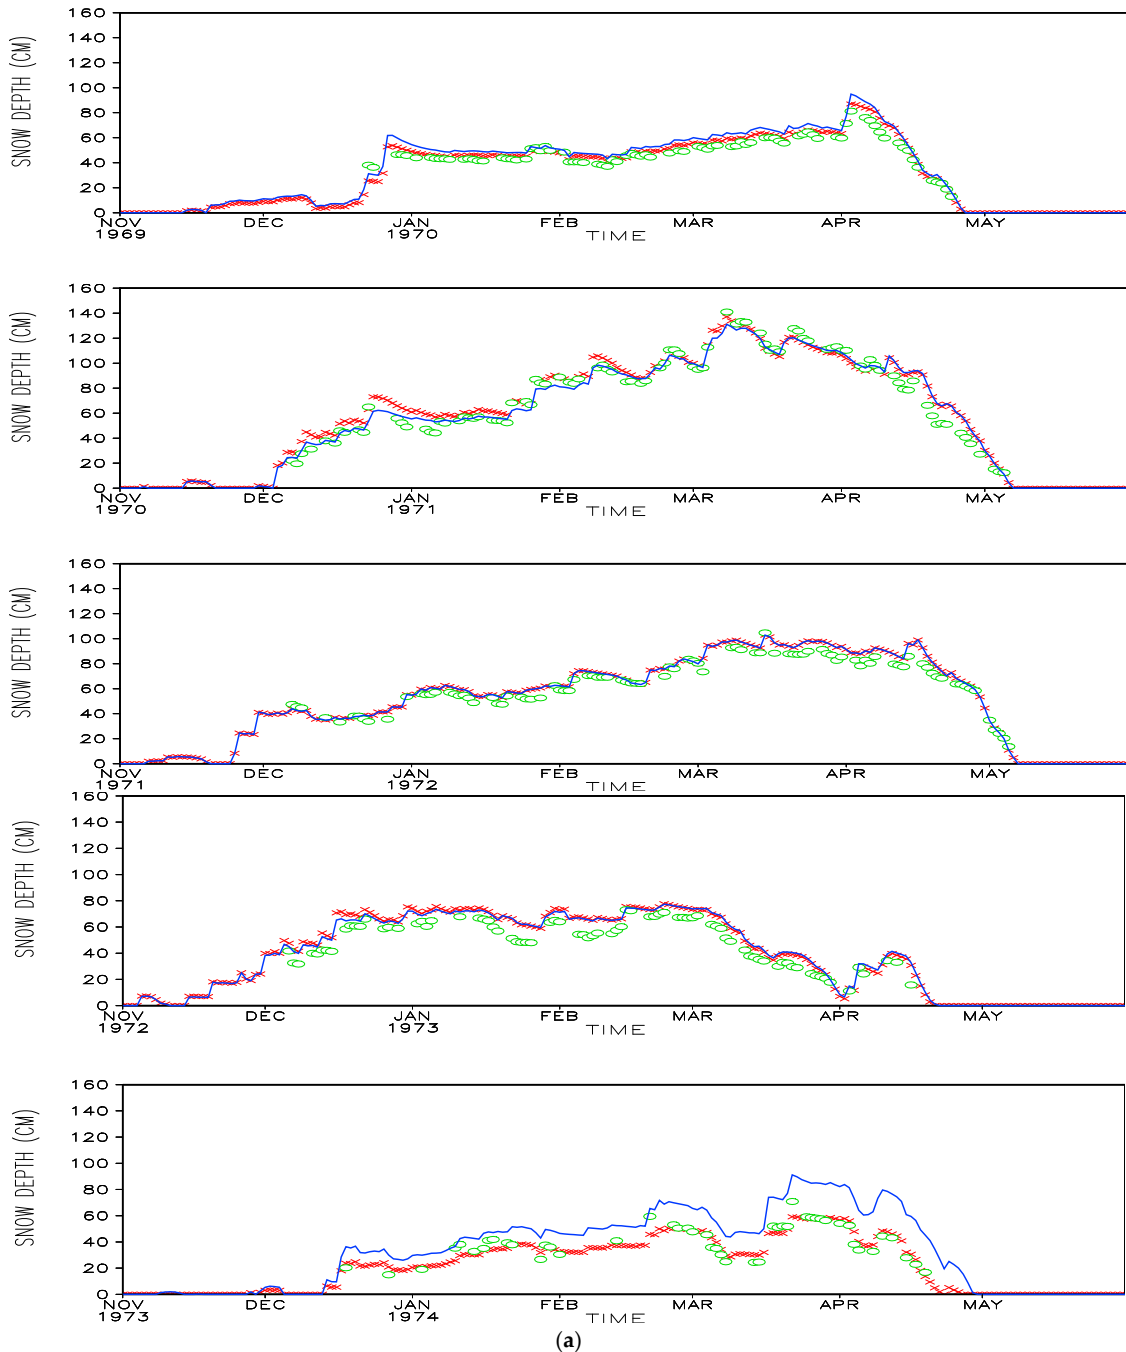 160
140
120
100
80
60
40
20
0
SNOW DEPTH (CM)
NOV DEC JAN FEB MAR APR MAY
1969 1970 TIME
160
140
120
100
80
60
40
20
0
SNOW DEPTH (CM)
NOV DEC JAN FEB MAR APR MAY
1970 1971 TIME
160
140
120
100
80
60
40
20
0
SNOW DEPTH (CM)
NOV DEC JAN FEB MAR APR MAY
1971 1972 TIME
160
140
120
100
80
60
40
20
0
SNOW DEPTH (CM)
NOV DEC JAN FEB MAR APR MAY
1972 1973 TIME
160
140
120
100
80
60
40
20
0
SNOW DEPTH (CM)
NOV DEC JAN FEB MAR APR MAY
1973 1974 TIME
(a)